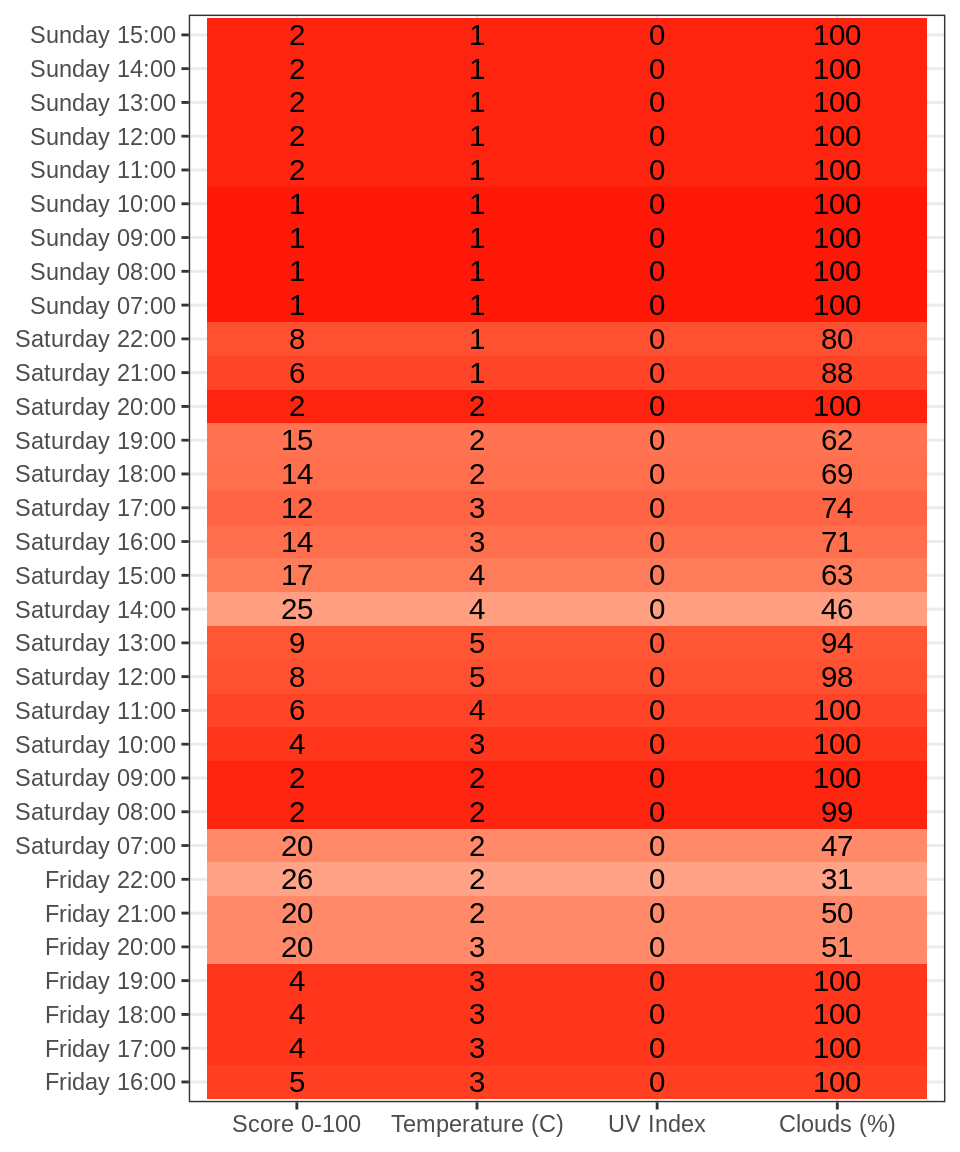 Sunday 15:00 2 1 0 100
Sunday 14:00 2 1 0 100
Sunday 13:00 2 1 0 100
Sunday 12:00 2 1 0 100
Sunday 11:00 2 1 0 100
Sunday 10:00 1 1 0 100
Sunday 09:00 1 1 0 100
Sunday 08:00 1 1 0 100
Sunday 07:00 1 1 0 100
Saturday 22:00 8 1 0 80
Saturday 21:00 6 1 0 88
Saturday 20:00 2 2 0 100
Saturday 19:00 15 2 0 62
Saturday 18:00 14 2 0 69
Saturday 17:00 12 3 0 74
Saturday 16:00 14 3 0 71
Saturday 15:00 17 4 0 63
Saturday 14:00 25 4 0 46
Saturday 13:00 9 5 0 94
Saturday 12:00 8 5 0 98
Saturday 11:00 6 4 0 100
Saturday 10:00 4 3 0 100
Saturday 09:00 2 2 0 100
Saturday 08:00 2 2 0 99
Saturday 07:00 20 2 0 47
Friday 22:00 26 2 0 31
Friday 21:00 20 2 0 50
Friday 20:00 20 3 0 51
Friday 19:00 4 3 0 100
Friday 18:00 4 3 0 100
Friday 17:00 4 3 0 100
Friday 16:00 5 3 0 100
Score 0-100 Temperature (C) UV Index Clouds (%)